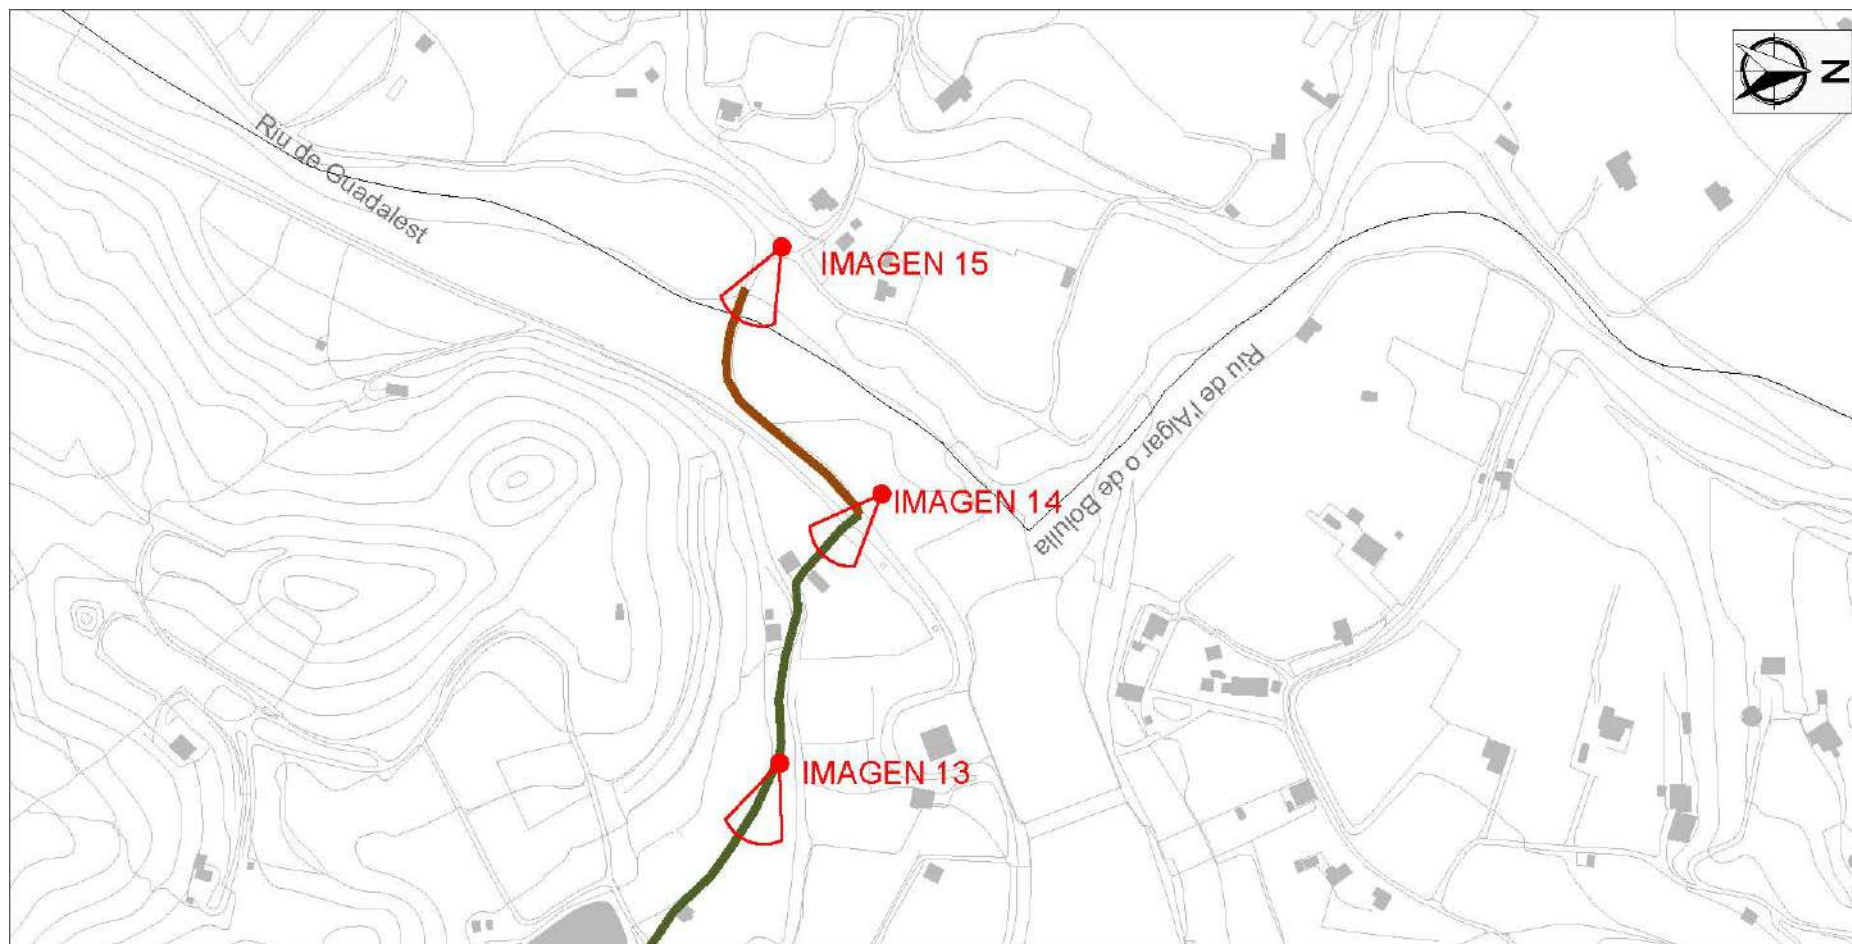 N
Riu de Guadalest
IMAGEN 15
Riu de l'Algar o de Bolulla
IMAGEN 14
IMAGEN 13